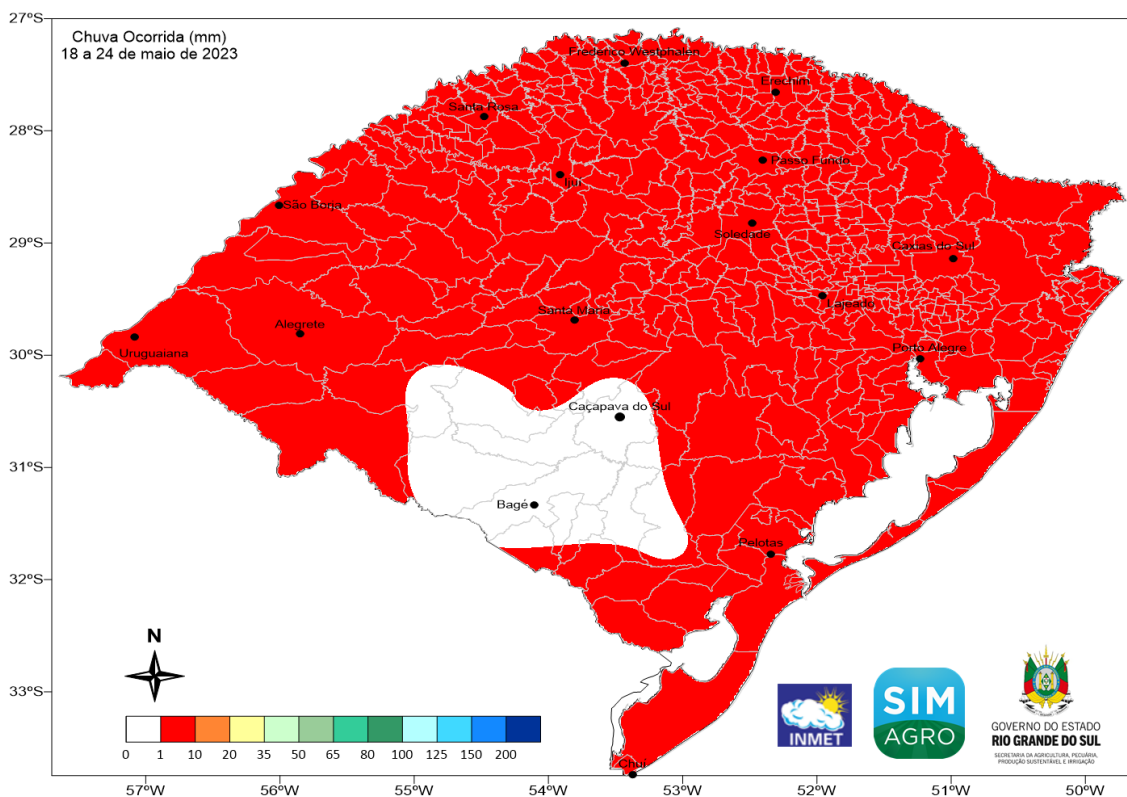 Chuva Ocorrida (mm)
18 a 24 de maio de 2023
27°S
28°S
29°S
30°S
31°S
32°S
33°S
Frederico Westphalen
Erechim
Santa Rosa
Passo Fundo
Ijuí
São Borja
Soledade
Caxias do Sul
Lajeado
Santa Maria
Alegrete
Uruguaiana
Porto Alegre
Caçapava do Sul
Bagé
Pelotas
Chuí
N
0 1 10 20 35 50 65 80 100 125 150 200
INMET
SIM
AGRO
GOVERNO DO ESTADO
RIO GRANDE DO SUL
SECRETARIA DA AGRICULTURA, PECUÁRIA,
PRODUÇÃO SUSTENTÁVEL E IRRIGAÇÃO
57°W 56°W 55°W 54°W 53°W 52°W 51°W 50°W